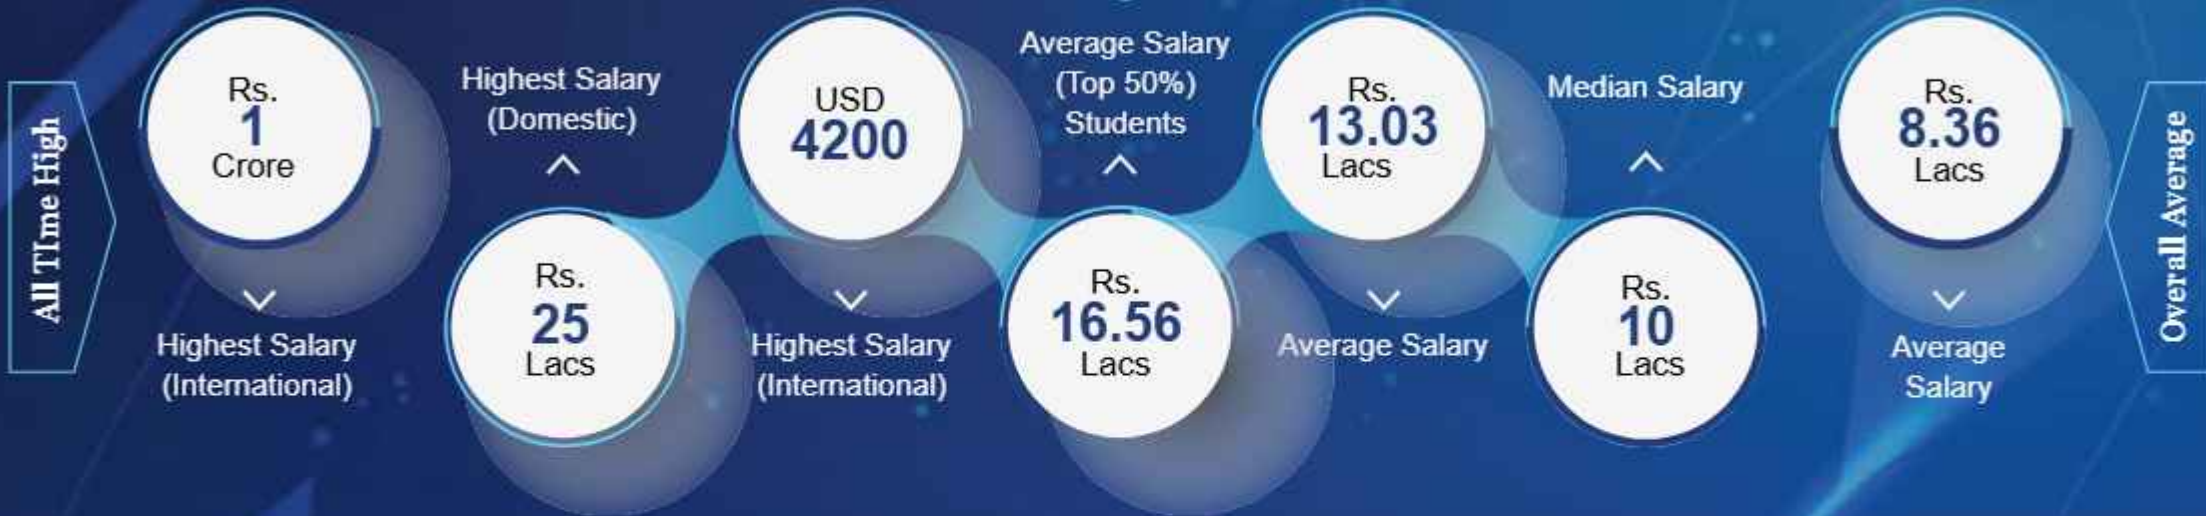 All TIme High
Rs.
1
Crore
Highest Salary
(International)
Highest Salary
(Domestic)
Rs.
25
Lacs
USD
4200
Highest Salary
(International)
Average Salary
(Top 50%)
Students
Rs.
16.56
Lacs
Rs.
13.03
Lacs
Average Salary
Median Salary
Rs.
10
Lacs
Rs.
8.36
Lacs
Average
Salary
Overall Average